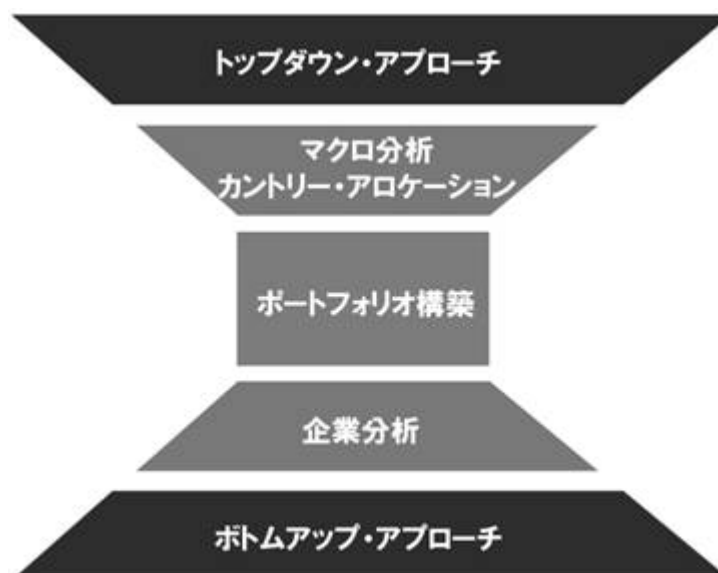 トップダウン・アプローチ
マクロ分析
カントリー・アロケーション
ポートフォリオ構築
企業分析
ボトムアップ・アプローチ